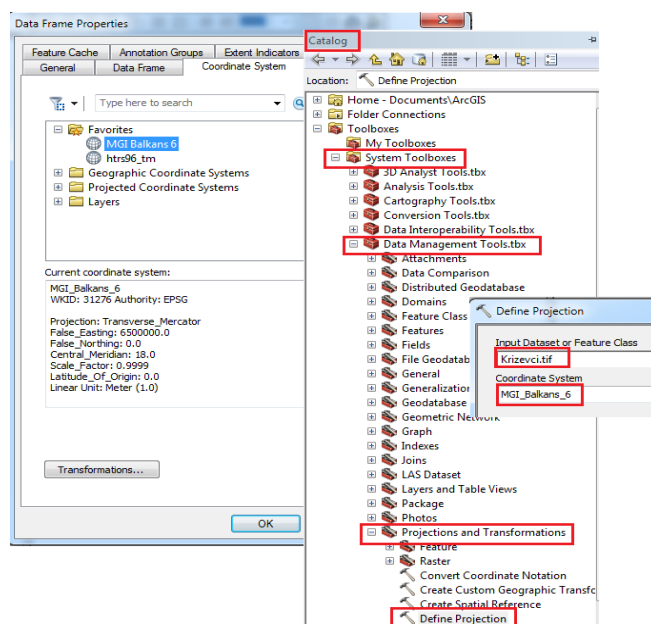 Data Frame Properties
Feature Cache Annotation Groups Extent Indicators
General Data Frame Coordinate System
Type here to search
Favorites
MGI Balkans 6
htrs96_tm
Geographic Coordinate Systems
Projected Coordinate Systems
Layers
Current coordinate system:
MGI_Balkans_6
WKID: 31276 Authority: EPSG
Projection: Transverse_Mercator
False_Easting: 6500000.0
False_Northing: 0.0
Central_Meridian: 18.0
Scale_Factor: 0.9999
Latitude_Of_Origin: 0.0
Linear Unit: Meter (1.0)
Transformations...
OK
Catalog
Location: Define Projection
Home - Documents\ArcGIS
Folder Connections
Toolboxes
My Toolboxes
System Toolboxes
3D Analyst Tools.tbx
Analysis Tools.tbx
Cartography Tools.tbx
Conversion Tools.tbx
Data Interoperability Tools.tbx
Data Management Tools.tbx
Attachments
Data Comparison
Distributed Geodatabase
Domains
Feature Class
Features
Fields
File Geodatab
General
Generalization
Geodatabase
Geometric Network
Graph
Indexes
Joins
LAS Dataset
Layers and Table Views
Package
Photos
Projections and Transformations
Feature
Raster
Convert Coordinate Notation
Create Custom Geographic Transfc
Create Spatial Reference
Define Projection
Define Projection
Input Dataset or Feature Class
Krizevci.tif
Coordinate System
MGI_Balkans_6